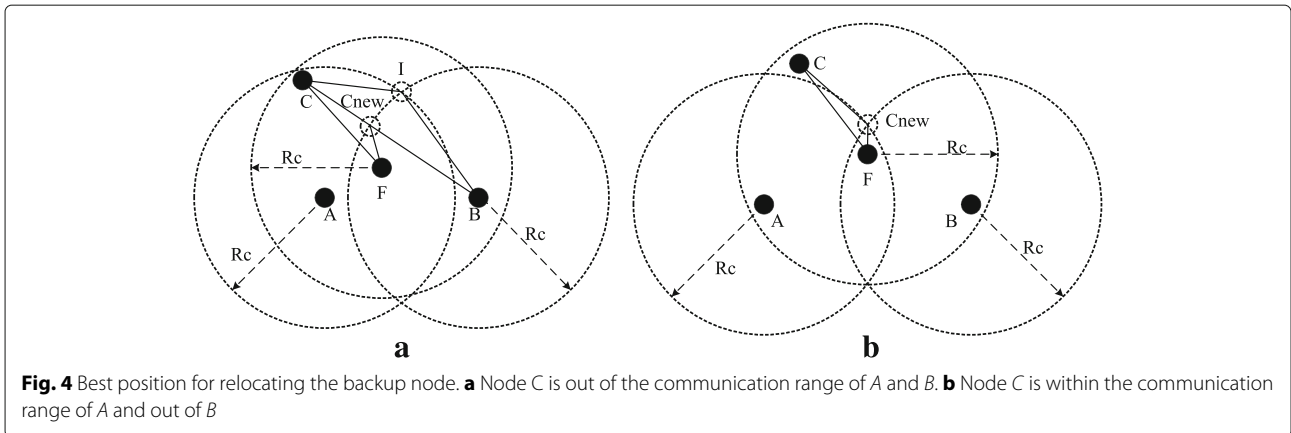 I
C
Cnew
Rc
F
A
B
Rc
Rc
a
C
Cnew
F
Rc
A
B
Rc
Rc
b
Fig. 4 Best position for relocating the backup node. a Node C is out of the communication range of A and B. b Node C is within the communication
range of A and out of B